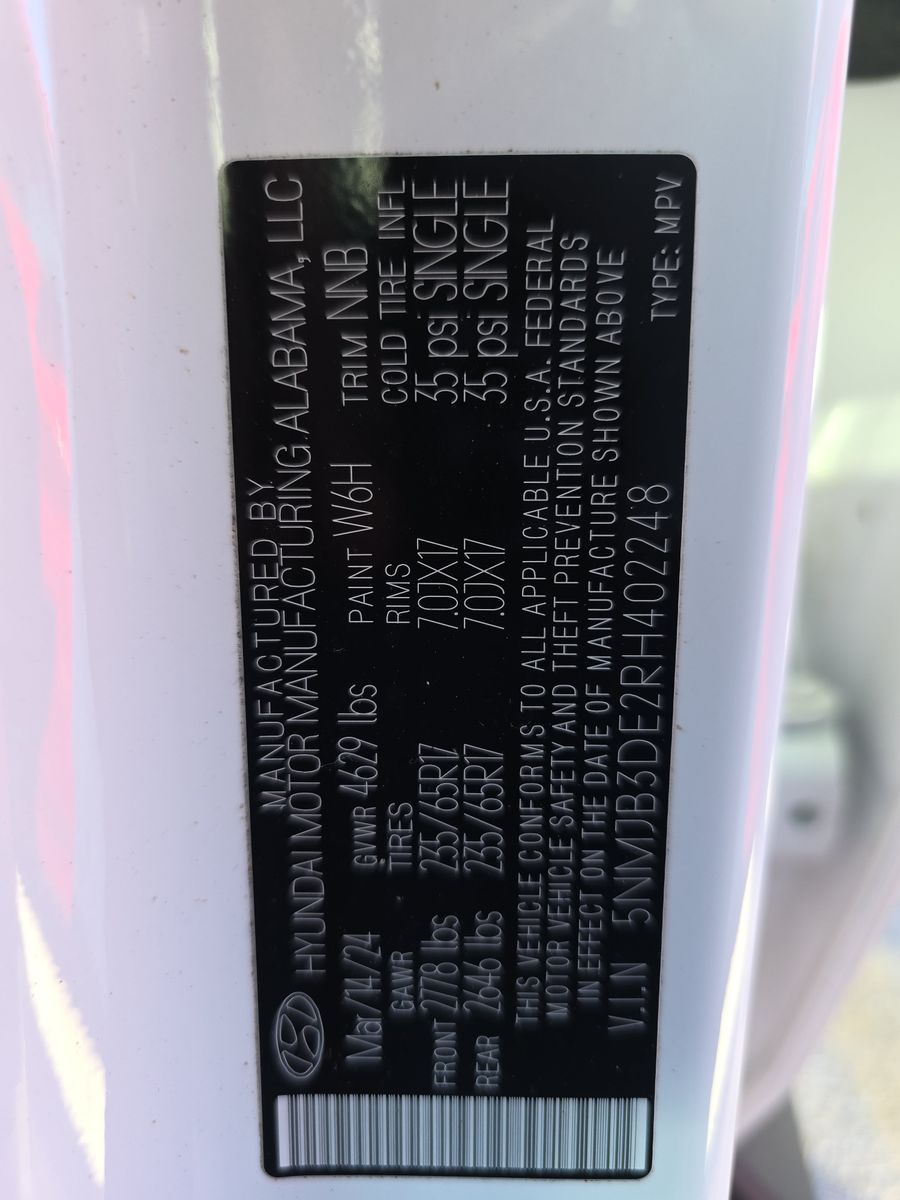 MANUFACTURED BY
HYUNDAI MOTOR MANUFACTURING ALABAMA, LLC
Mar/14/24 GVWR 4629 lbs PAINT W6H TRIM NNB
GAWR TIRES RIMS COLD TIRE INFL
FRONT 2778 lbs 235/65R17 7.0JX17 35 psi SINGLE
REAR 2646 lbs 235/65R17 7.0JX17 35 psi SINGLE
THIS VEHICLE CONFORMS TO ALL APPLICABLE U.S.A. FEDERAL
MOTOR VEHICLE SAFETY AND THEFT PREVENTION STANDARDS
IN EFFECT ON THE DATE OF MANUFACTURE SHOWN ABOVE
V.I.N 5NMJB3DE2RH402248 TYPE: MPV